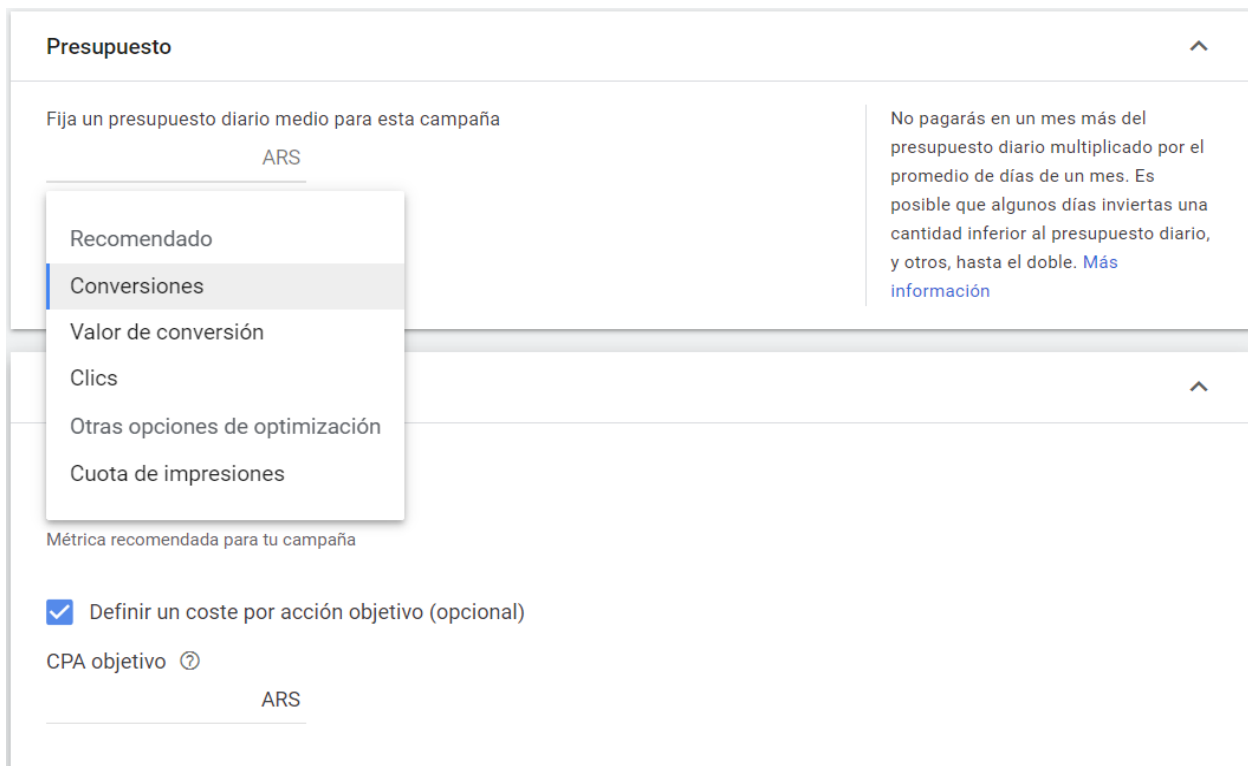 Presupuesto
Fija un presupuesto diario medio para esta campaña
ARS
No pagarás en un mes más del
presupuesto diario multiplicado por el
promedio de días de un mes. Es
posible que algunos días inviertas una
cantidad inferior al presupuesto diario,
y otros, hasta el doble. Más
información
Recomendado
Conversiones
Valor de conversión
Clics
Otras opciones de optimización
Cuota de impresiones
Métrica recomendada para tu campaña
Definir un coste por acción objetivo (opcional)
CPA objetivo ?
ARS